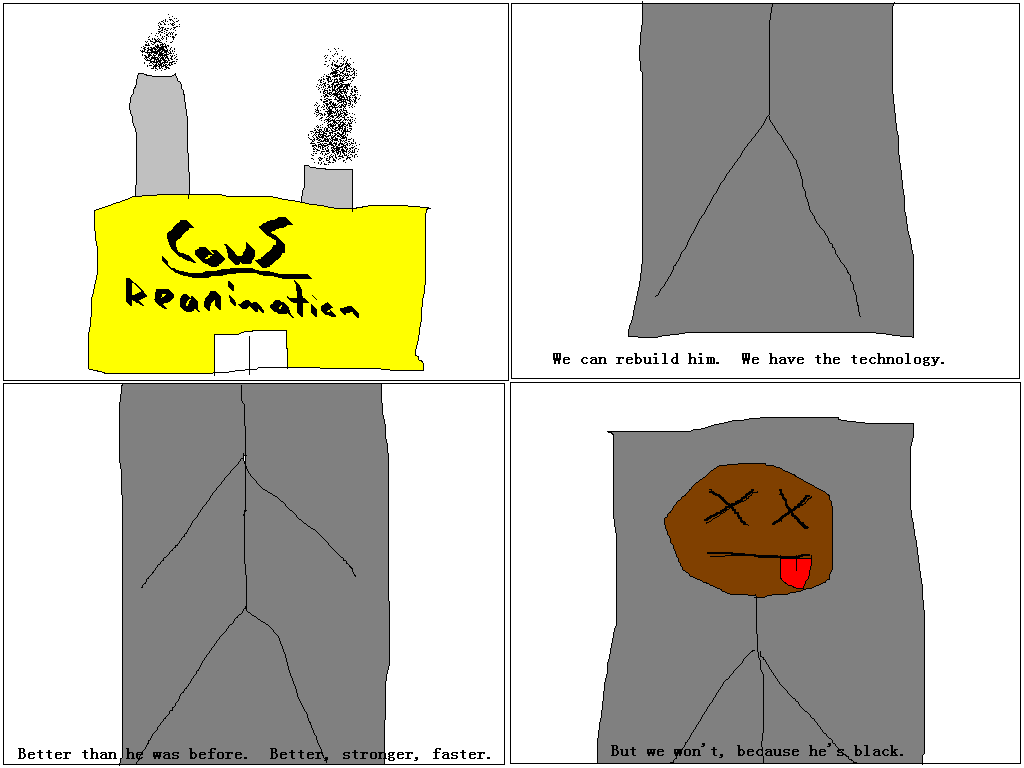 CowS
Reanimation
We can rebuild him. We have the technology.
Better than he was before. Better, stronger, faster.
But we won't, because he's black.